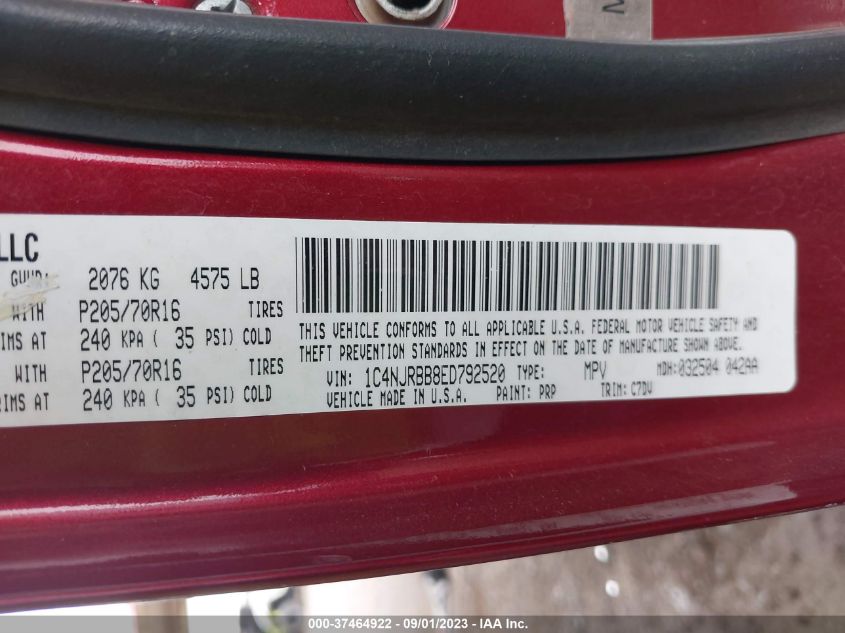 M
LLC
2076 KG 4575 LB
WITH P205/70R16 TIRES
IMS AT 240 KPA ( 35 PSI) COLD
WITH P205/70R16 TIRES
RIMS AT 240 KPA ( 35 PSI) COLD
THIS VEHICLE CONFORMS TO ALL APPLICABLE U.S.A. FEDERAL MOTOR VEHICLE SAFETY AND
THEFT PREVENTION STANDARDS IN EFFECT ON THE DATE OF MANUFACTURE SHOWN ABOVE.
VIN: 1C4NJRBB8ED792520 TYPE: MPV MDH:032504 042AA
VEHICLE MADE IN U.S.A. PAINT: PRP TRIM: C7DV
000-37464922 - 09/01/2023 - IAA Inc.